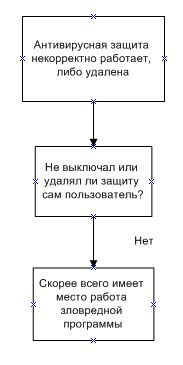 Антивирусная защита
некорректно работает,
либо удалена
Не выключал или
удалял ли защиту
сам пользователь?
Нет
Скорее всего имеет
место работа
зловредной
программы